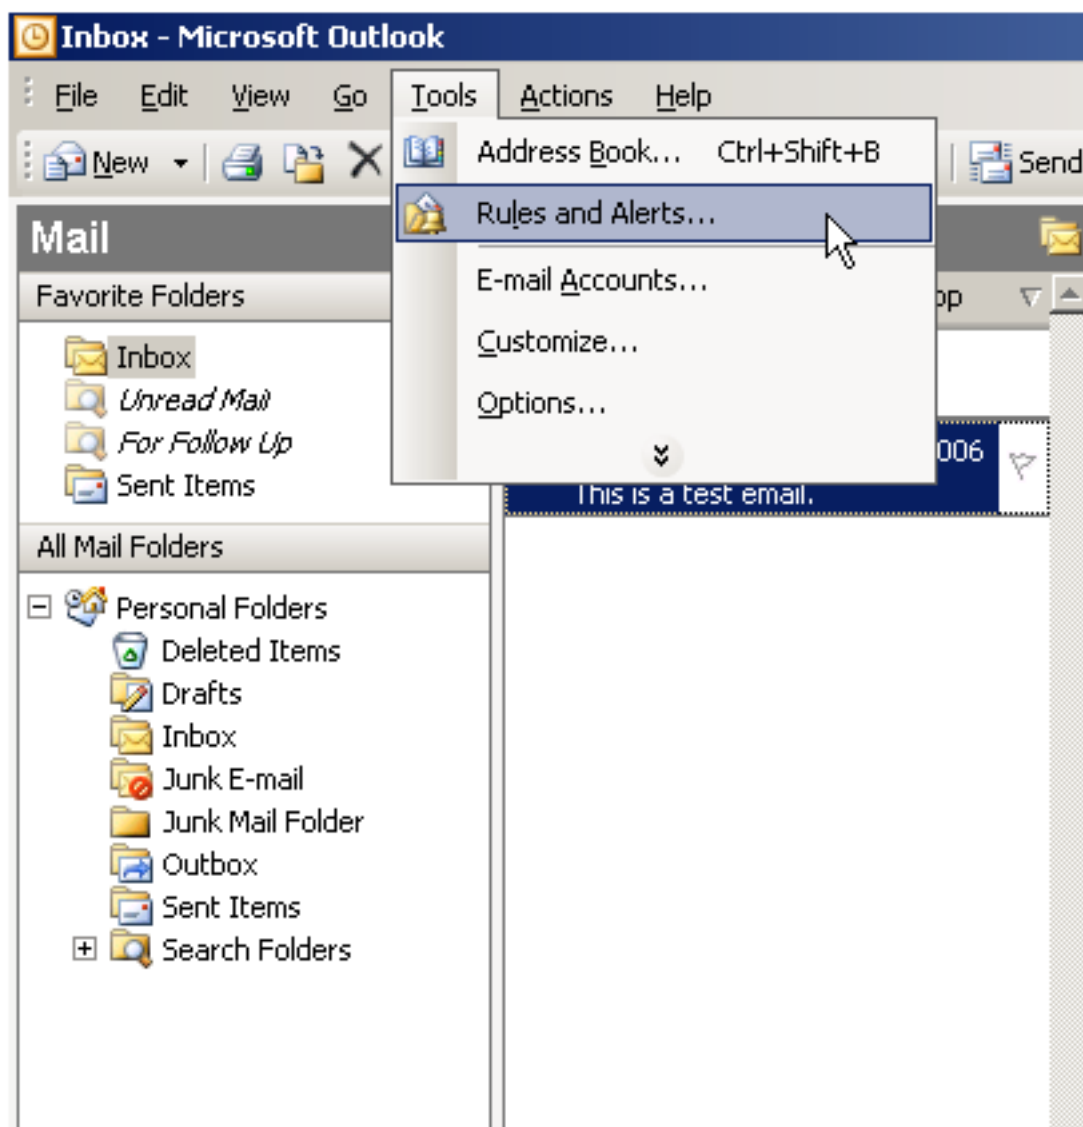 Inbox - Microsoft Outlook
File Edit View Go Tools Actions Help
New Send
Address Book... Ctrl+Shift+B
Rules and Alerts...
E-mail Accounts...
Customize...
Options...
Mail
Favorite Folders
Inbox
Unread Mail
For Follow Up
Sent Items
All Mail Folders
Personal Folders
Deleted Items
Drafts
Inbox
Junk E-mail
Junk Mail Folder
Outbox
Sent Items
Search Folders
op
006
This is a test email.